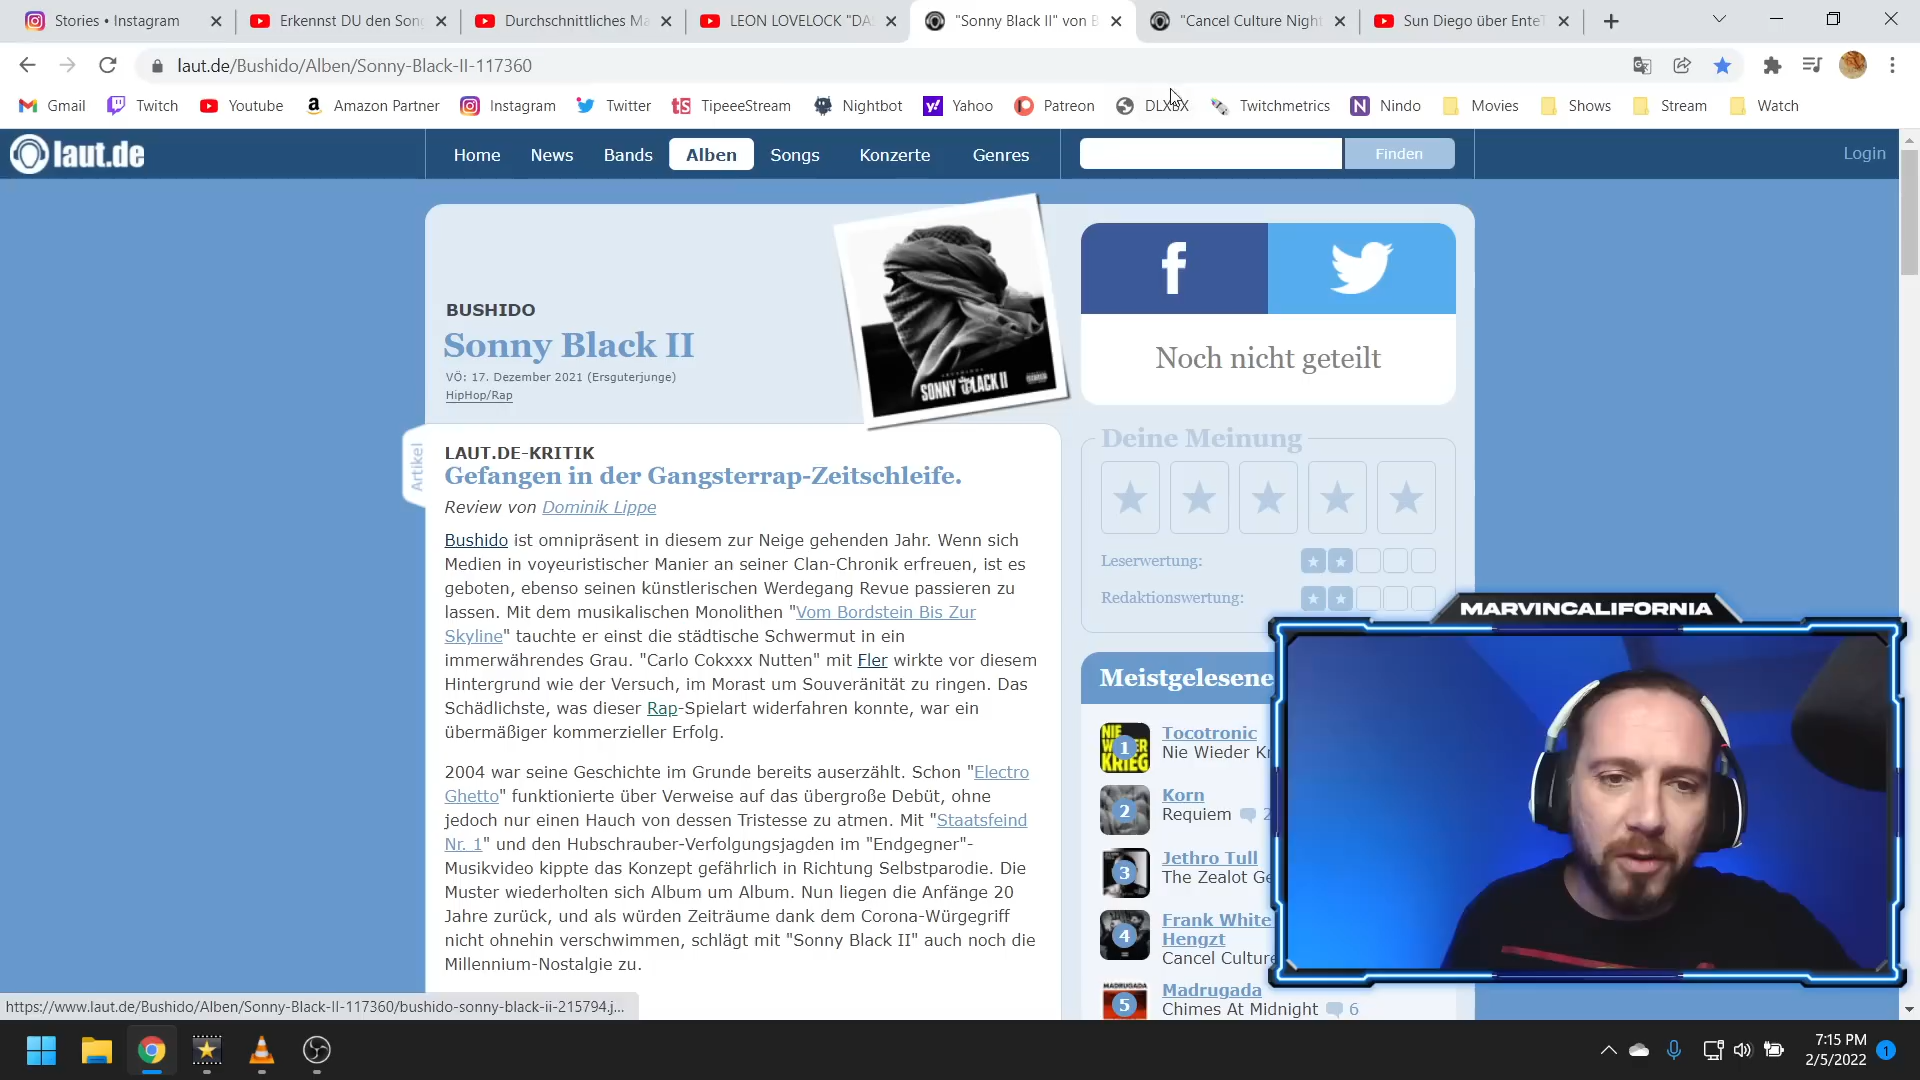 Stories • Instagram
Erkennst DU den Son
Durchschnittliches Ma
LEON LOVELOCK "DA
"Sonny Black II" von B
"Cancel Culture Night
Sun Diego über EnteT
laut.de/Bushido/Alben/Sonny-Black-II-117360
Gmail Twitch Youtube Amazon Partner Instagram Twitter TipeeeStream Nightbot Yahoo Patreon Twitchmetrics Nindo Movies Shows Stream Watch
laut.de
Home News Bands Alben Songs Konzerte Genres
Finden
Login
BUSHIDO
Sonny Black II
VÖ: 17. Dezember 2021 (Ersguterjunge)
HipHop/Rap
SONNY BLACK II
Noch nicht geteilt
Artikel
LAUT.DE-KRITIK
Gefangen in der Gangsterrap-Zeitschleife.
Review von Dominik Lippe
Bushido ist omnipräsent in diesem zur Neige gehenden Jahr. Wenn sich
Medien in voyeuristischer Manier an seiner Clan-Chronik erfreuen, ist es
geboten, ebenso seinen künstlerischen Werdegang Revue passieren zu
lassen. Mit dem musikalischen Monolithen "Vom Bordstein Bis Zur
Skyline" tauchte er einst die städtische Schwermut in ein
immerwährendes Grau. "Carlo Cokxxx Nutten" mit Fler wirkte vor diesem
Hintergrund wie der Versuch, im Morast um Souveränität zu ringen. Das
Schädlichste, was dieser Rap-Spielart widerfahren konnte, war ein
übermäßiger kommerzieller Erfolg.
2004 war seine Geschichte im Grunde bereits auserzählt. Schon "Electro
Ghetto" funktionierte über Verweise auf das übergroße Debüt, ohne
jedoch nur einen Hauch von dessen Tristesse zu atmen. Mit "Staatsfeind
Nr. 1" und den Hubschrauber-Verfolgungsjagden im "Endgegner"-
Musikvideo kippte das Konzept gefährlich in Richtung Selbstparodie. Die
Muster wiederholten sich Album um Album. Nun liegen die Anfänge 20
Jahre zurück, und als würden Zeiträume dank dem Corona-Würgegriff
nicht ohnehin verschwimmen, schlägt mit "Sonny Black II" auch noch die
Millennium-Nostalgie zu.
Deine Meinung
Leserwertung:
Redaktionswertung:
Meistgelesene
NIE WIEDER KRIEG
1
Tocotronic
Nie Wieder Kr
2
Korn
Requiem 2
3
Jethro Tull
The Zealot Ge
4
Frank White
Hengzt
Cancel Culture
MADRUGADA
5
Madrugada
Chimes At Midnight 6
MARVINCALIFORNIA
https://www.laut.de/Bushido/Alben/Sonny-Black-II-117360/bushido-sonny-black-ii-215794.j...
7:15 PM
2/5/2022
1